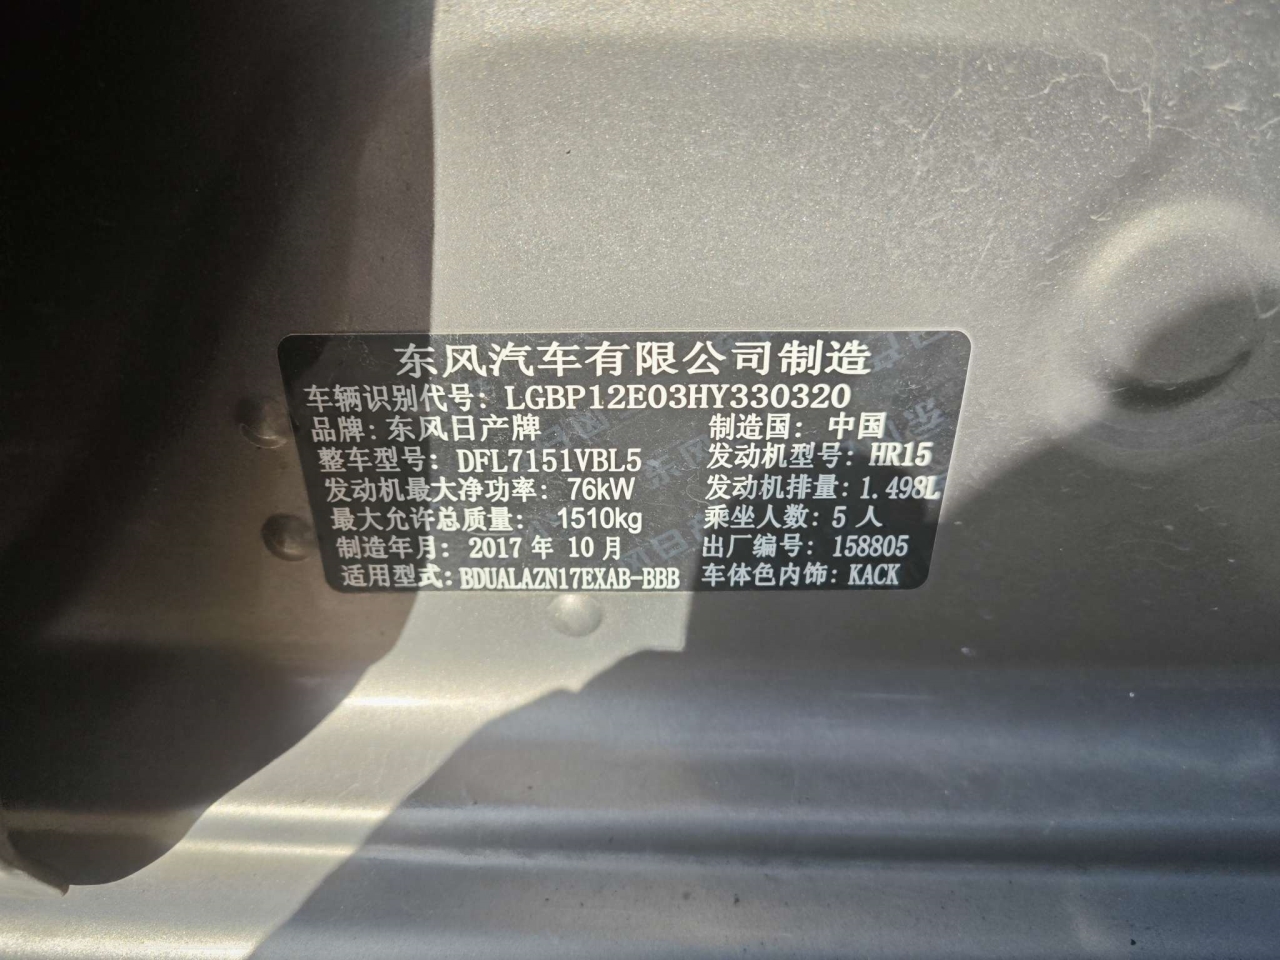 东风汽车有限公司制造
车辆识别代号: LGBP12E03HY330320
品牌: 东风日产牌 制造国: 中国
整车型号: DFL7151VBL5 发动机型号: HR15
发动机最大净功率: 76kW 发动机排量: 1.498L
最大允许总质量: 1510kg 乘坐人数: 5 人
制造年月: 2017 年 10 月 出厂编号: 158805
适用型式: BDUALAZN17EXAB-BBB 车体色内饰: KACK